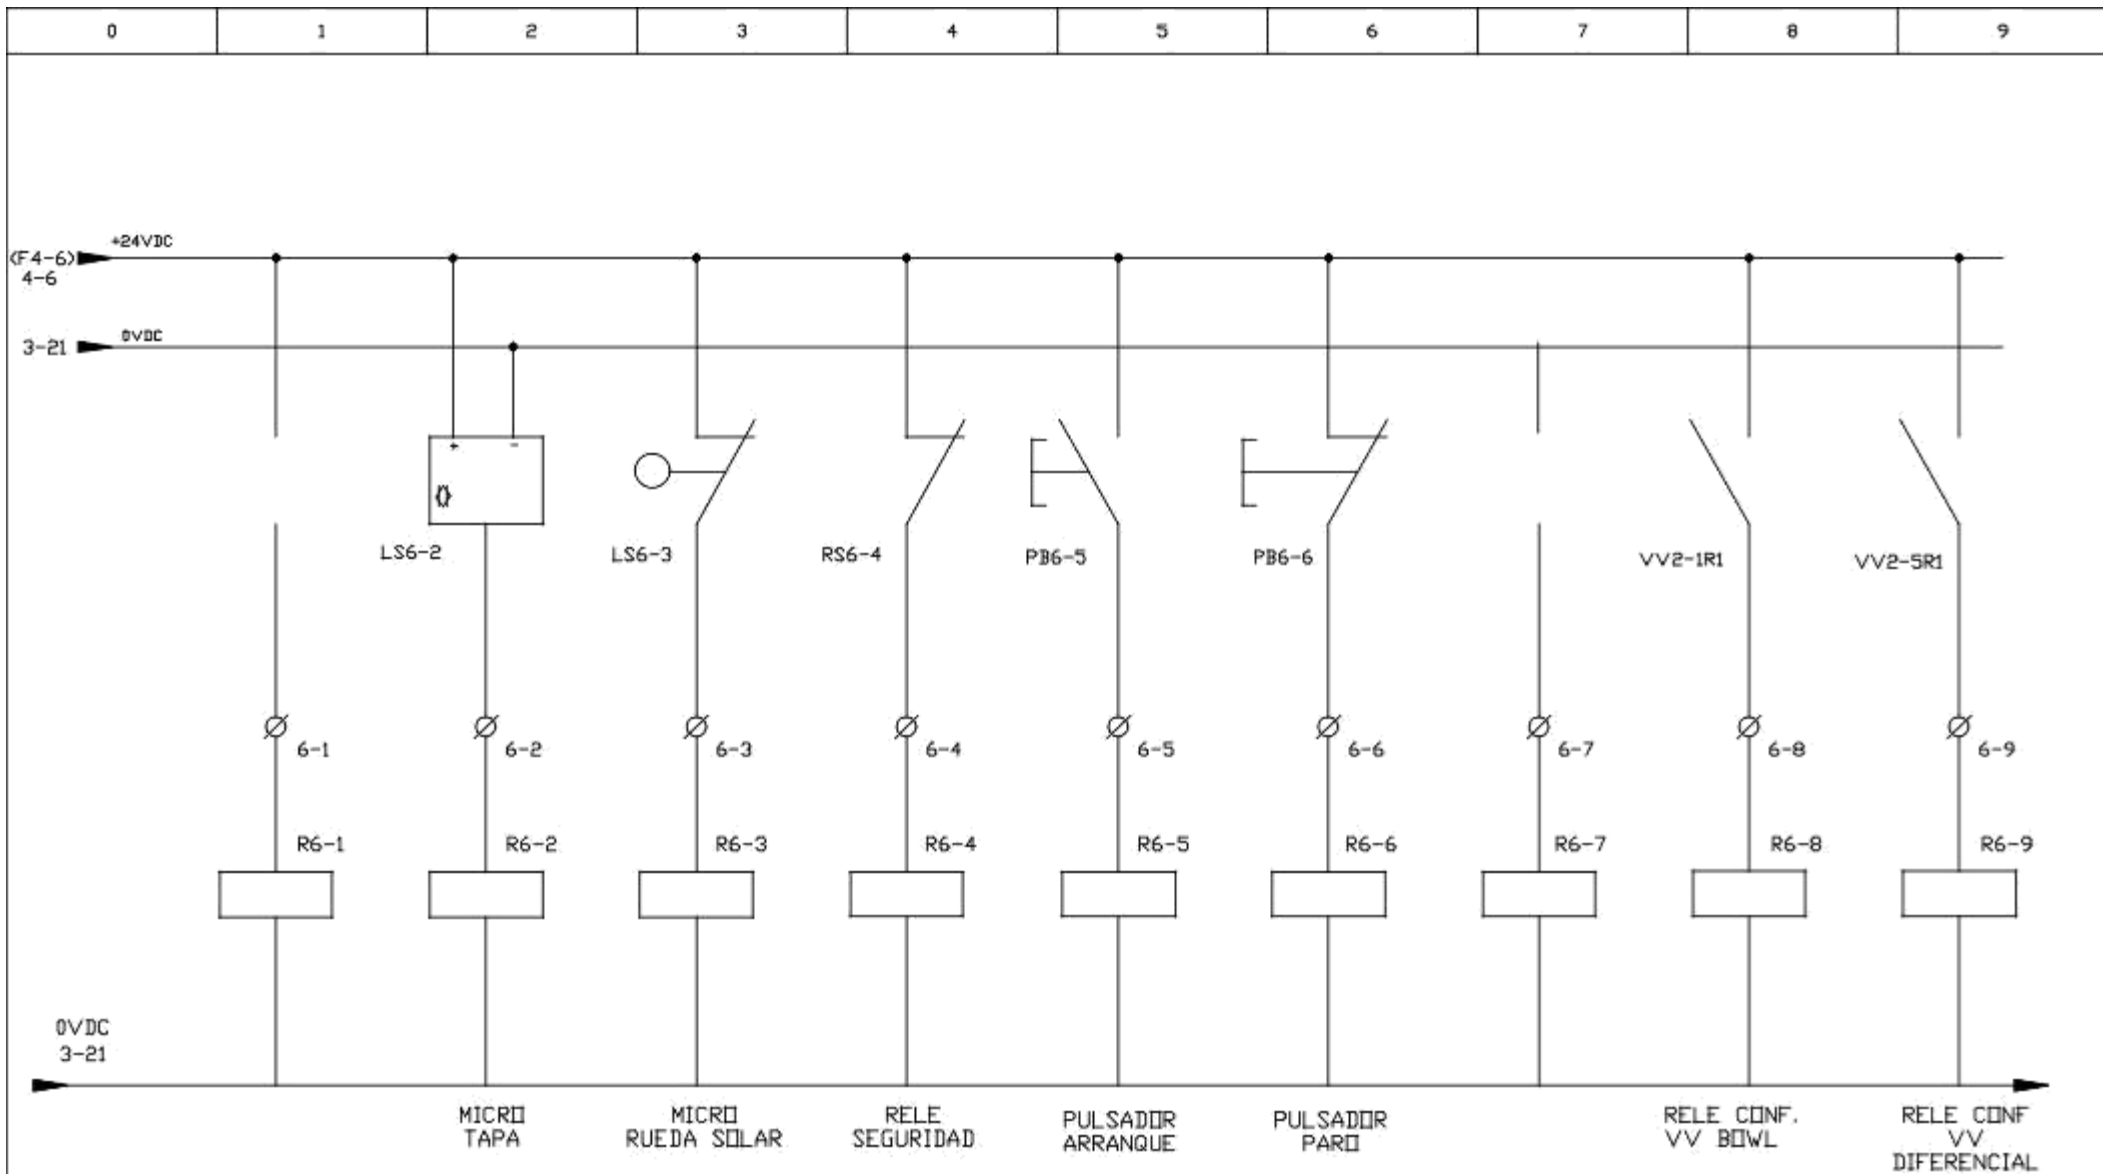 0 1 2 3 4 5 6 7 8 9
+24VDC
(F4-6)
4-6
0VDC
3-21
+ -
LS6-2 LS6-3 RS6-4 PB6-5 PB6-6 VV2-1R1 VV2-5R1
6-1 6-2 6-3 6-4 6-5 6-6 6-7 6-8 6-9
R6-1 R6-2 R6-3 R6-4 R6-5 R6-6 R6-7 R6-8 R6-9
0VDC
3-21
MICRO
TAPA
MICRO
RUEDA SOLAR
RELE
SEGURIDAD
PULSADOR
ARRANQUE
PULSADOR
PARO
RELE CONF.
VV BOWL
RELE CONF
VV
DIFERENCIAL